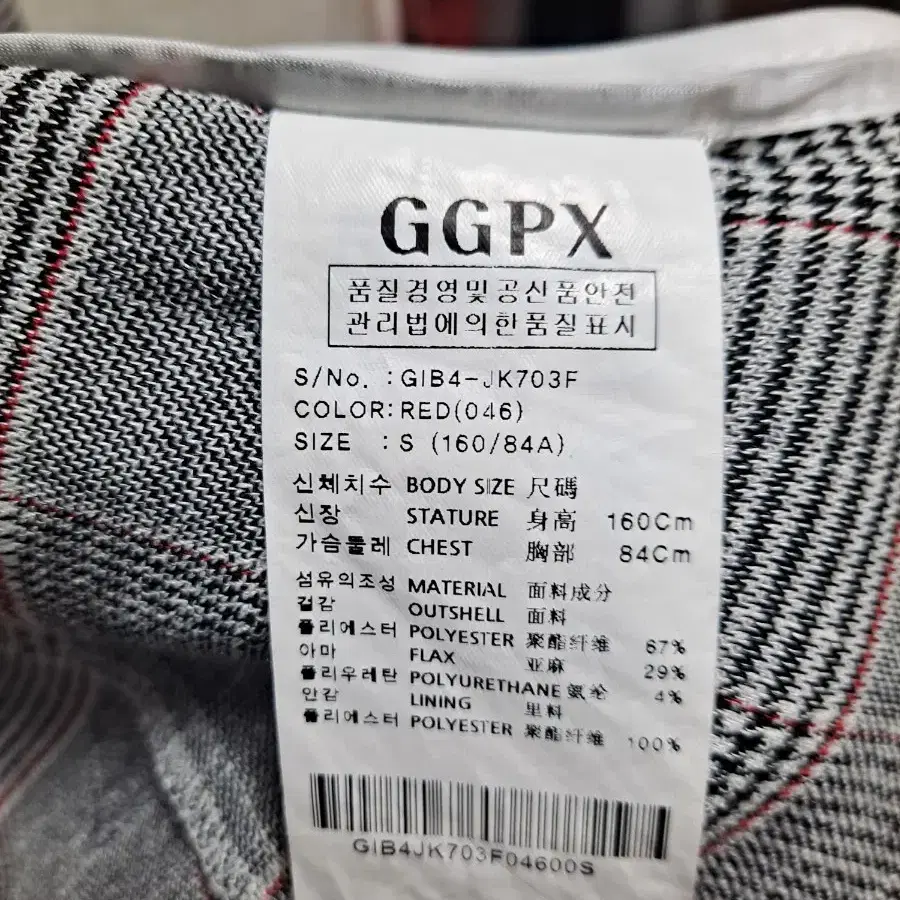 GGPX
품질경영및 공산품안전
관리법에의한품질표시
S/No. : GIB4-JK703F
COLOR: RED(046)
SIZE : S (160/84A)
신체치수 BODY SIZE 尺碼
신장 STATURE 身高 160Cm
가슴둘레 CHEST 胸部 84Cm
섬유의조성 MATERIAL 面料成分
겉감 OUTSHELL 面料
폴리에스터 POLYESTER 聚酯纤维 67%
아마 FLAX 亚麻 29%
폴리우레탄 POLYURETHANE 氨纶 4%
안감 LINING 里料
폴리에스터 POLYESTER 聚酯纤维 100%
GIB4JK703F04600S